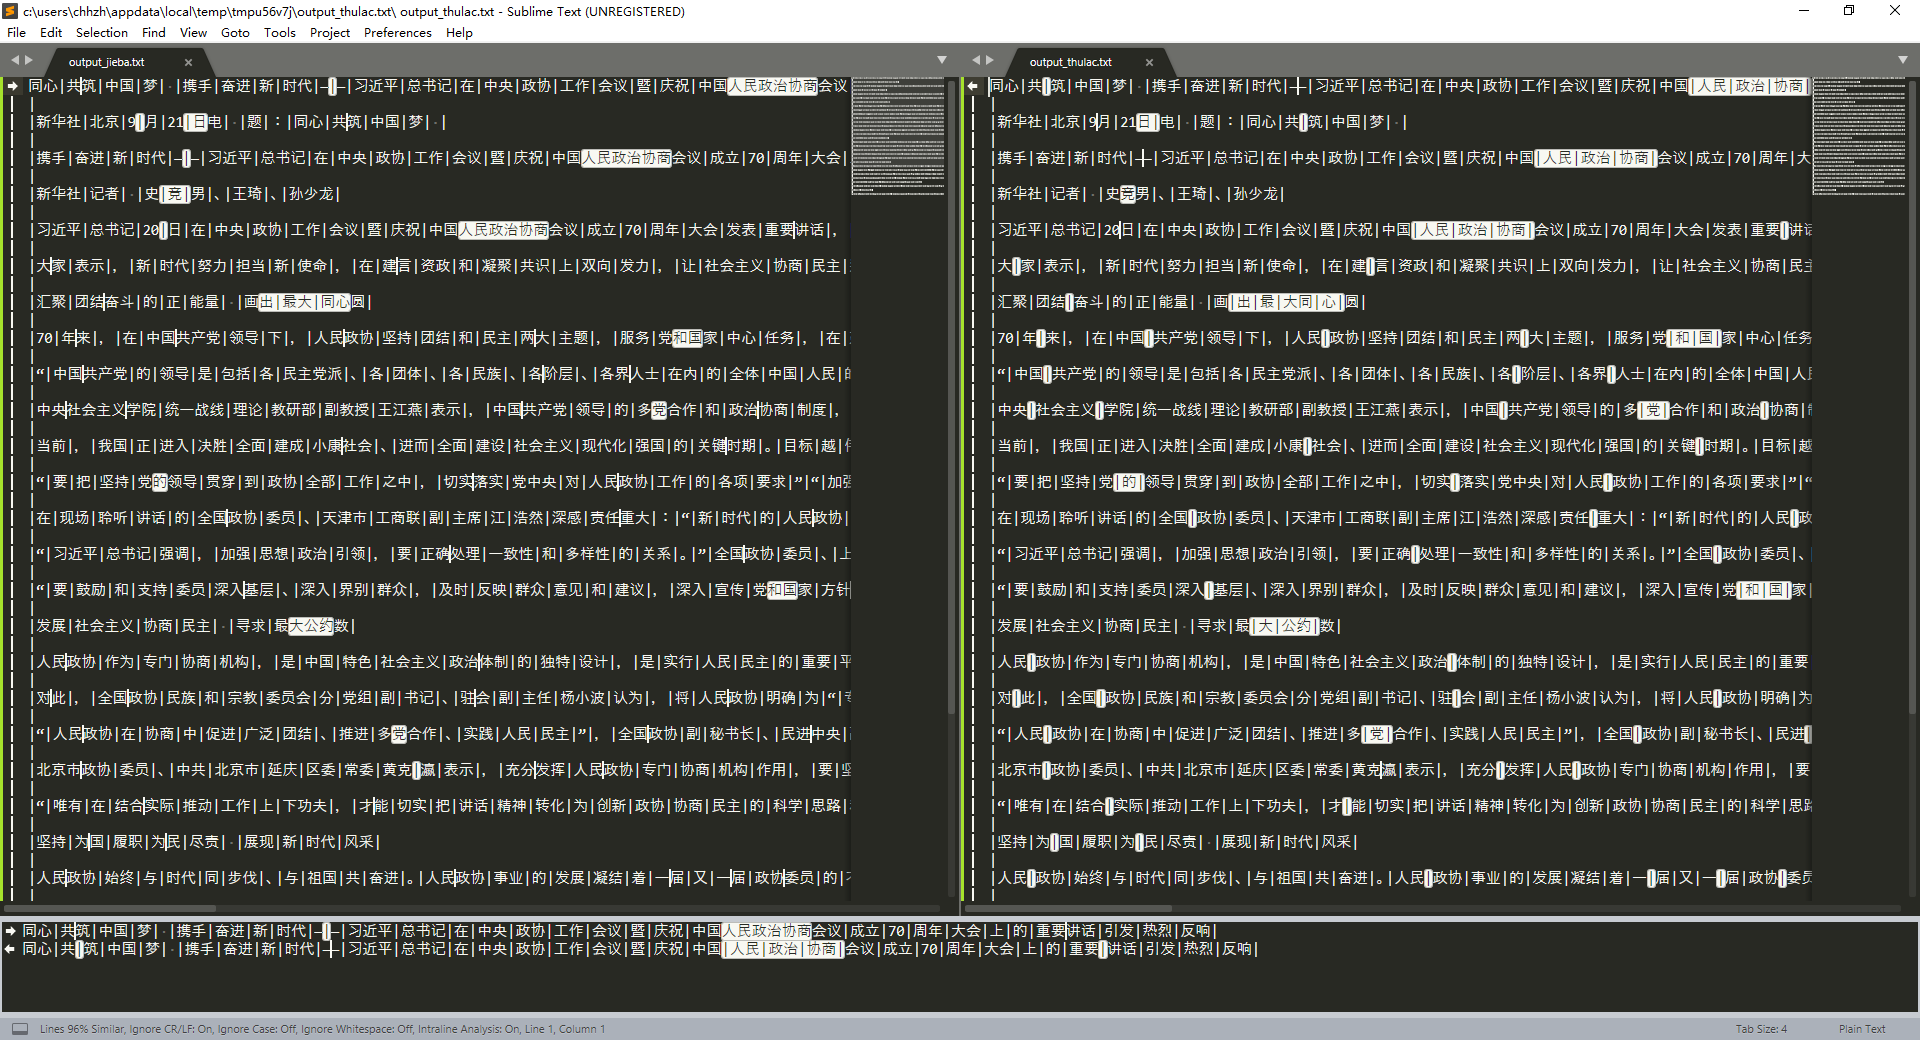 c:\users\chhzh\appdata\local\temp\tmpu56v7j\output_thulac.txt\ output_thulac.txt - Sublime Text (UNREGISTERED)
File Edit Selection Find View Goto Tools Project Preferences Help
output_jieba.txt
同心|共筑|中国|梦| |携手|奋进|新|时代|—|—|习近平|总书记|在|中央|政协|工作|会议|暨|庆祝|中国人民政治协商会议
|
|新华社|北京|9|月|21|日电| |题|：|同心|共筑|中国|梦| |
|
|携手|奋进|新|时代|—|—|习近平|总书记|在|中央|政协|工作|会议|暨|庆祝|中国人民政治协商会议|成立|70|周年|大会|
|
|新华社|记者| |史|竞|男|、|王琦|、|孙少龙|
|
|习近平|总书记|20|日|在|中央|政协|工作|会议|暨|庆祝|中国人民政治协商会议|成立|70|周年|大会|发表|重要讲话|，
|
|大家|表示|，|新|时代|努力|担当|新|使命|，|在|建言|资政|和|凝聚|共识|上|双向|发力|，|让|社会主义|协商|民主|
|
|汇聚|团结奋斗|的|正|能量| |画出|最大|同心圆|
|
|70|年来|，|在|中国共产党|领导|下|，|人民政协|坚持|团结|和|民主|两大|主题|，|服务|党和国家|中心|任务|，|在|
|
|“|中国共产党|的|领导|是|包括|各|民主党派|、|各|团体|、|各|民族|、|各阶层|、|各界人士|在内|的|全体|中国|人民|的
|
|中央社会主义学院|统一战线|理论|教研部|副教授|王江燕|表示|，|中国共产党|领导|的|多党合作|和|政治协商|制度|，
|
|当前|，|我国|正|进入|决胜|全面|建成|小康社会|、|进而|全面|建设|社会主义|现代化|强国|的|关键时期|。|目标|越|
|
|“|要|把|坚持|党的领导|贯穿|到|政协|全部|工作|之中|，|切实落实|党中央|对|人民政协|工作|的|各项|要求|”|“|加强
|
|在|现场|聆听|讲话|的|全国政协|委员|、|天津市|工商联|副|主席|江|浩然|深感|责任重大|：|“|新|时代|的|人民政协|
|
|“|习近平|总书记|强调|，|加强|思想|政治|引领|，|要|正确处理|一致性|和|多样性|的|关系|。|”|全国政协|委员|、|上
|
|“|要|鼓励|和|支持|委员|深入基层|、|深入|界别|群众|，|及时|反映|群众|意见|和|建议|，|深入|宣传|党和国家|方针
|
|发展|社会主义|协商|民主| |寻求|最大公约数|
|
|人民政协|作为|专门|协商|机构|，|是|中国|特色|社会主义|政治体制|的|独特|设计|，|是|实行|人民|民主|的|重要|
|
|对此|，|全国政协|民族|和|宗教|委员会|分|党组|副|书记|、|驻会|副|主任|杨小波|认为|，|将|人民政协|明确|为|“|
|
|“|人民政协|在|协商|中|促进|广泛|团结|、|推进|多党合作|、|实践|人民|民主|”|，|全国政协|副|秘书长|、|民进中央|
|
|北京市政协|委员|、|中共|北京市|延庆|区委|常委|黄克|瀛|表示|，|充分发挥|人民政协|专门|协商|机构|作用|，|要|坚
|
|“|唯有|在|结合实际|推动|工作|上|下功夫|，|才能|切实|把|讲话|精神|转化|为|创新|政协|协商|民主|的|科学|思路|
|
|坚持|为国|履职|为民|尽责| |展现|新|时代|风采|
|
|人民政协|始终|与|时代|同|步伐|、|与|祖国|共|奋进|。|人民政协|事业|的|发展|凝结|着|一届|又|一届|政协委员|的|
|
output_thulac.txt
同心|共|筑|中国|梦| |携手|奋进|新|时代|——|习近平|总书记|在|中央|政协|工作|会议|暨|庆祝|中国|人民|政治|协商|
|
|新华社|北京|9月|21日|电| |题|：|同心|共|筑|中国|梦| |
|
|携手|奋进|新|时代|——|习近平|总书记|在|中央|政协|工作|会议|暨|庆祝|中国|人民|政治|协商|会议|成立|70|周年|大
|
|新华社|记者| |史竞男|、|王琦|、|孙少龙|
|
|习近平|总书记|20日|在|中央|政协|工作|会议|暨|庆祝|中国|人民|政治|协商|会议|成立|70|周年|大会|发表|重要|讲话
|
|大|家|表示|，|新|时代|努力|担当|新|使命|，|在|建|言|资政|和|凝聚|共识|上|双向|发力|，|让|社会主义|协商|民主
|
|汇聚|团结|奋斗|的|正|能量| |画|出|最|大同|心|圆|
|
|70|年|来|，|在|中国|共产党|领导|下|，|人民|政协|坚持|团结|和|民主|两|大|主题|，|服务|党|和|国|家|中心|任务
|
|“|中国|共产党|的|领导|是|包括|各|民主党派|、|各|团体|、|各|民族|、|各|阶层|、|各界|人士|在内|的|全体|中国|人民
|
|中央|社会主义|学院|统一战线|理论|教研部|副教授|王江燕|表示|，|中国|共产党|领导|的|多|党|合作|和|政治|协商|制
|
|当前|，|我国|正|进入|决胜|全面|建成|小康|社会|、|进而|全面|建设|社会主义|现代化|强国|的|关键|时期|。|目标|越
|
|“|要|把|坚持|党|的|领导|贯穿|到|政协|全部|工作|之中|，|切实|落实|党中央|对|人民|政协|工作|的|各项|要求|”|“
|
|在|现场|聆听|讲话|的|全国|政协|委员|、|天津市|工商联|副|主席|江|浩然|深感|责任|重大|：|“|新|时代|的|人民|政
|
|“|习近平|总书记|强调|，|加强|思想|政治|引领|，|要|正确|处理|一致性|和|多样性|的|关系|。|”|全国|政协|委员|、
|
|“|要|鼓励|和|支持|委员|深入|基层|、|深入|界别|群众|，|及时|反映|群众|意见|和|建议|，|深入|宣传|党|和|国|家|
|
|发展|社会主义|协商|民主| |寻求|最|大|公约|数|
|
|人民|政协|作为|专门|协商|机构|，|是|中国|特色|社会主义|政治|体制|的|独特|设计|，|是|实行|人民|民主|的|重要
|
|对|此|，|全国|政协|民族|和|宗教|委员会|分|党组|副|书记|、|驻|会|副|主任|杨小波|认为|，|将|人民|政协|明确|为
|
|“|人民|政协|在|协商|中|促进|广泛|团结|、|推进|多|党|合作|、|实践|人民|民主|”|，|全国|政协|副|秘书长|、|民进|
|
|北京市|政协|委员|、|中共|北京市|延庆|区委|常委|黄克瀛|表示|，|充分|发挥|人民|政协|专门|协商|机构|作用|，|要
|
|“|唯有|在|结合|实际|推动|工作|上|下功夫|，|才|能|切实|把|讲话|精神|转化|为|创新|政协|协商|民主|的|科学|思路
|
|坚持|为|国|履职|为|民|尽责| |展现|新|时代|风采|
|
|人民|政协|始终|与|时代|同|步伐|、|与|祖国|共|奋进|。|人民|政协|事业|的|发展|凝结|着|一|届|又|一|届|政协|委员
|
同心|共筑|中国|梦| |携手|奋进|新|时代|—|—|习近平|总书记|在|中央|政协|工作|会议|暨|庆祝|中国人民政治协商会议|成立|70|周年|大会|上|的|重要讲话|引发|热烈|反响|
同心|共|筑|中国|梦| |携手|奋进|新|时代|——|习近平|总书记|在|中央|政协|工作|会议|暨|庆祝|中国|人民|政治|协商|会议|成立|70|周年|大会|上|的|重要|讲话|引发|热烈|反响|
Lines 96% Similar, Ignore CR/LF: On, Ignore Case: Off, Ignore Whitespace: Off, Intraline Analysis: On, Line 1, Column 1
Tab Size: 4
Plain Text